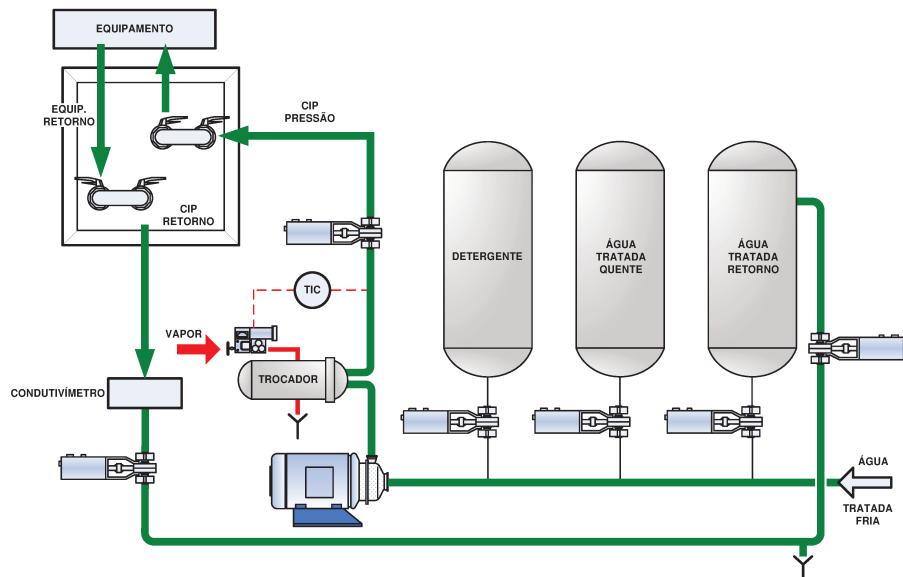 EQUIPAMENTO
EQUIP.
RETORNO
CIP
PRESSÃO
CIP
RETORNO
DETERGENTE
ÁGUA
TRATADA
QUENTE
ÁGUA
TRATADA
RETORNO
TIC
VAPOR
TROCADOR
CONDUTIVÍMETRO
ÁGUA
TRATADA
FRIA